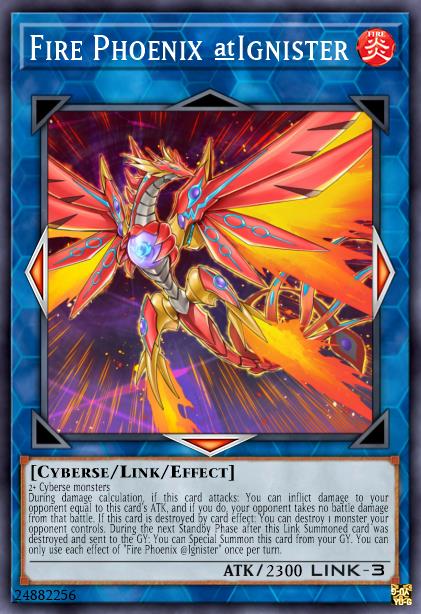 FIRE PHOENIX @IGNISTER
FIRE
炎
[CYBERSE/LINK/EFFECT]
2+ Cyberse monsters
During damage calculation, if this card attacks: You can inflict damage to your
opponent equal to this card's ATK, and if you do, your opponent takes no battle damage
from that battle. If this card is destroyed by card effect: You can destroy 1 monster your
opponent controls. During the next Standby Phase after this Link Summoned card was
destroyed and sent to the GY: You can Special Summon this card from your GY. You can
only use each effect of "Fire Phoenix @Ignister" once per turn.
ATK/2300 LINK-3
24882256